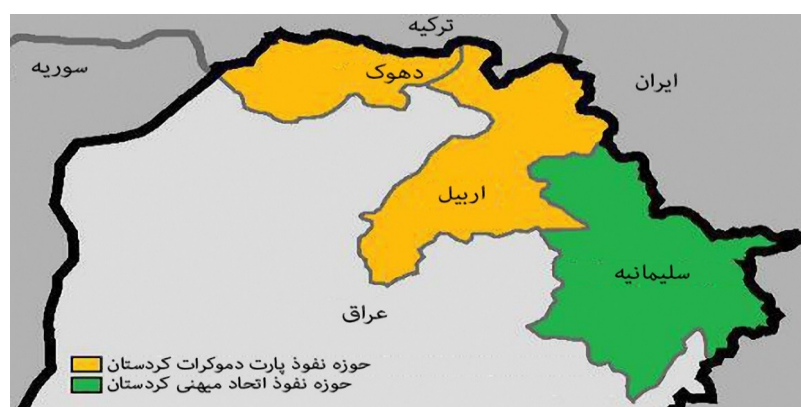 ترکیه
سوریه
دهوک
ایران
اربیل
سلیمانیه
عراق
حوزه نفوذ پارت دموکرات کردستان
حوزه نفوذ اتحاد میهنی کردستان